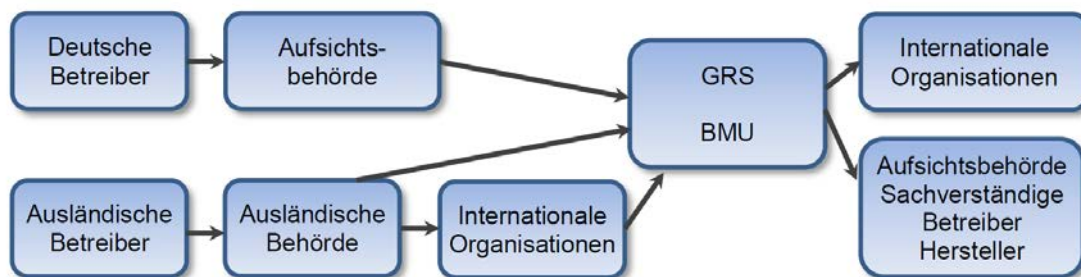 Deutsche
Betreiber
Aufsichts-
behörde
GRS
BMU
Internationale
Organisationen
Ausländische
Betreiber
Ausländische
Behörde
Internationale
Organisationen
Aufsichtsbehörde
Sachverständige
Betreiber
Hersteller